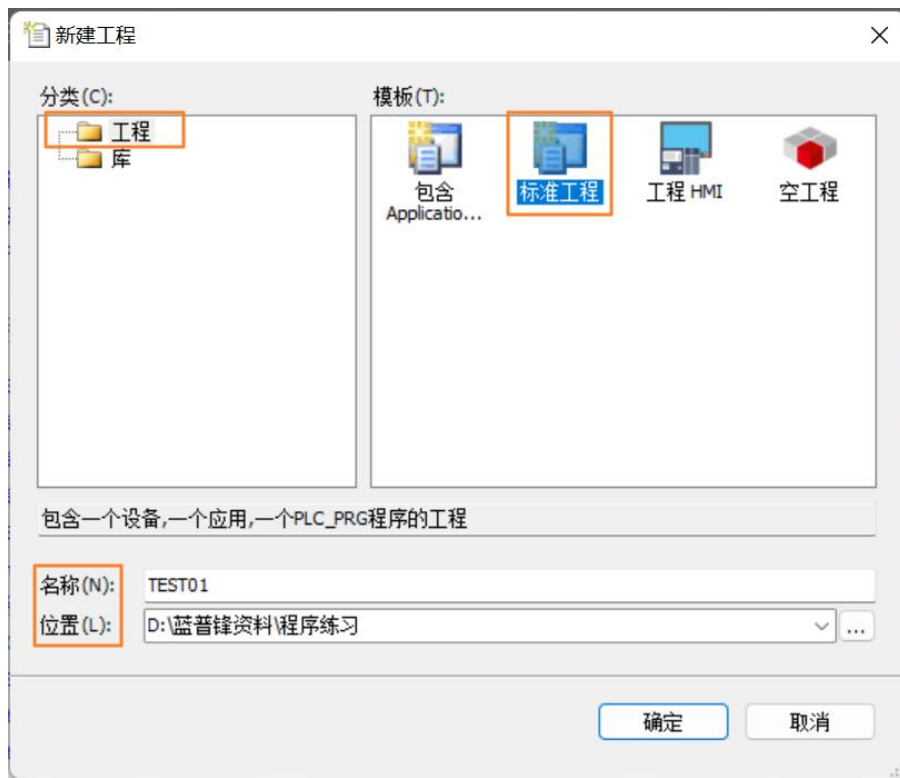 新建工程
分类(C):
模板(T):
工程
库
包含
Applicatio...
标准工程
工程 HMI
空工程
包含一个设备,一个应用,一个PLC_PRG程序的工程
名称(N):
TEST01
位置(L):
D:\蓝普锋资料\程序练习
...
确定
取消